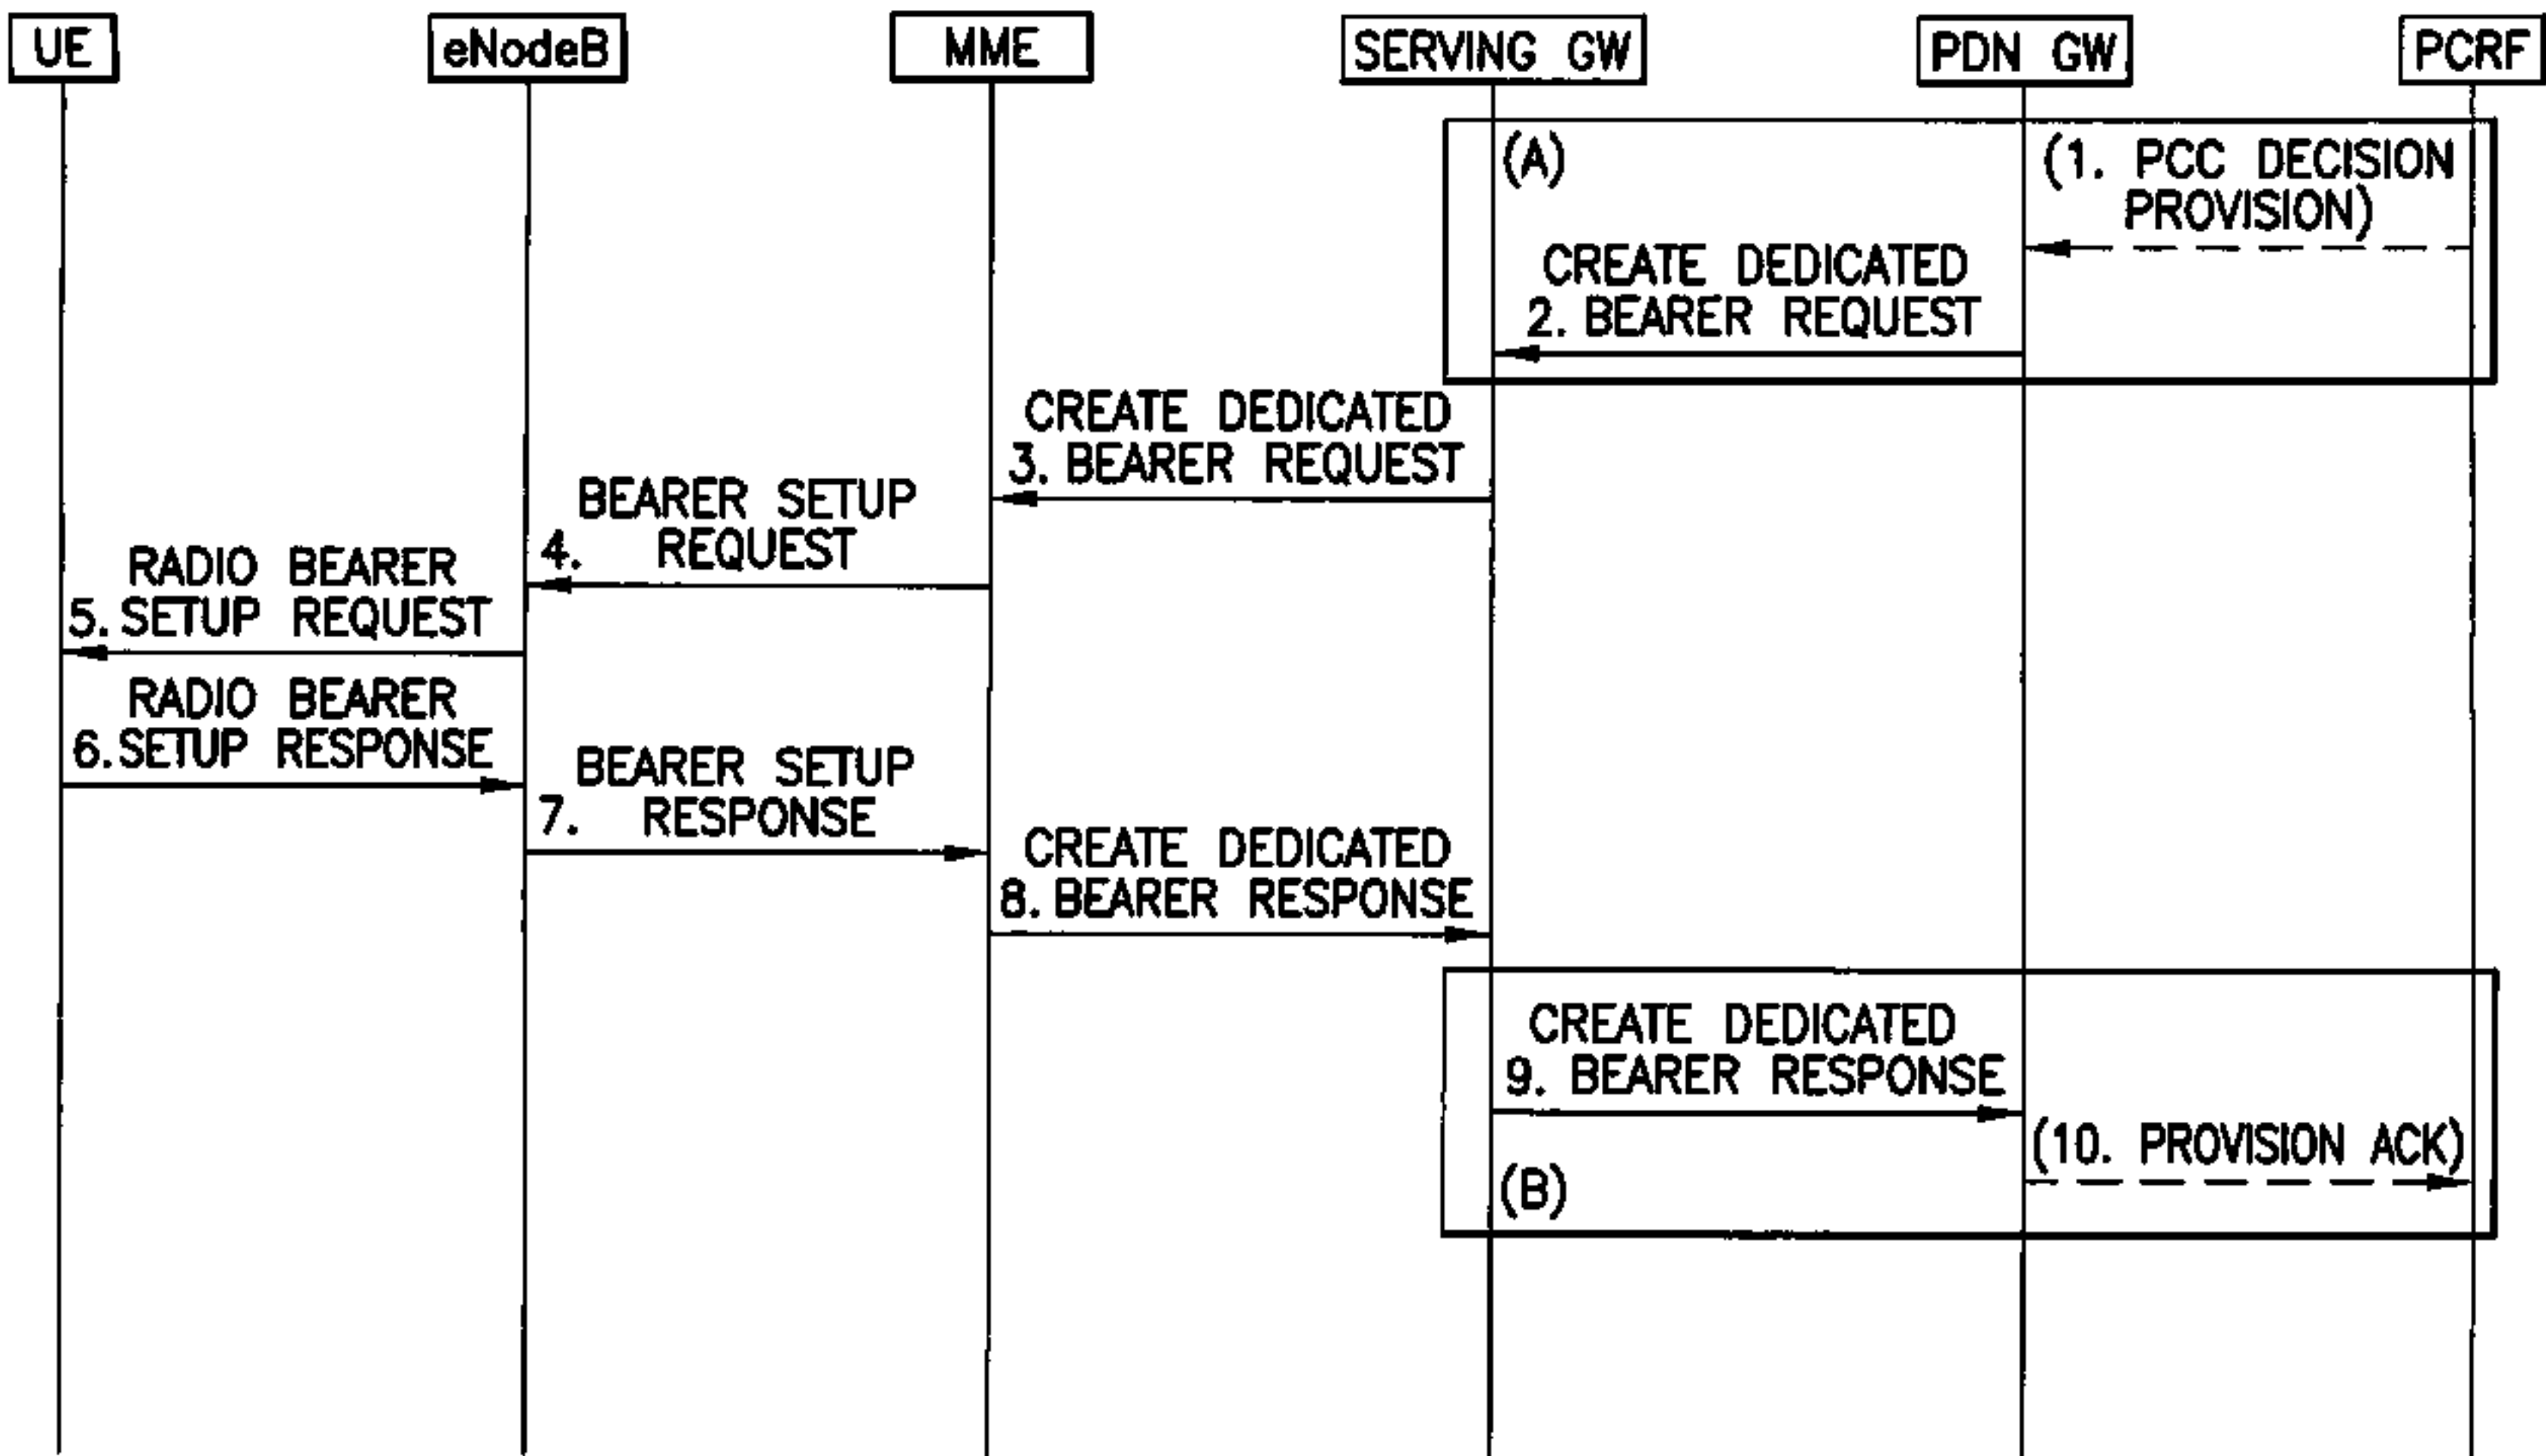 UE
eNodeB
MME
SERVING GW
PDN GW
PCRF
(A)
(1. PCC DECISION
PROVISION)
CREATE DEDICATED
2. BEARER REQUEST
CREATE DEDICATED
3. BEARER REQUEST
BEARER SETUP
4. REQUEST
RADIO BEARER
5. SETUP REQUEST
RADIO BEARER
6. SETUP RESPONSE
BEARER SETUP
7. RESPONSE
CREATE DEDICATED
8. BEARER RESPONSE
CREATE DEDICATED
9. BEARER RESPONSE
(10. PROVISION ACK)
(B)